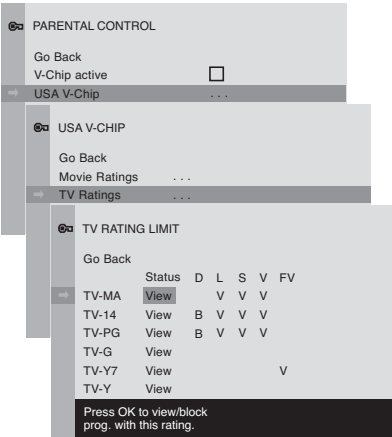 PARENTAL CONTROL
Go Back
V-Chip active
USA V-Chip . . .
USA V-CHIP
Go Back
Movie Ratings . . .
TV Ratings . . .
TV RATING LIMIT
Go Back
Status D L S V FV
TV-MA View V V V
TV-14 View B V V V
TV-PG View B V V V
TV-G View
TV-Y7 View V
TV-Y View
Press OK to view/block
prog. with this rating.